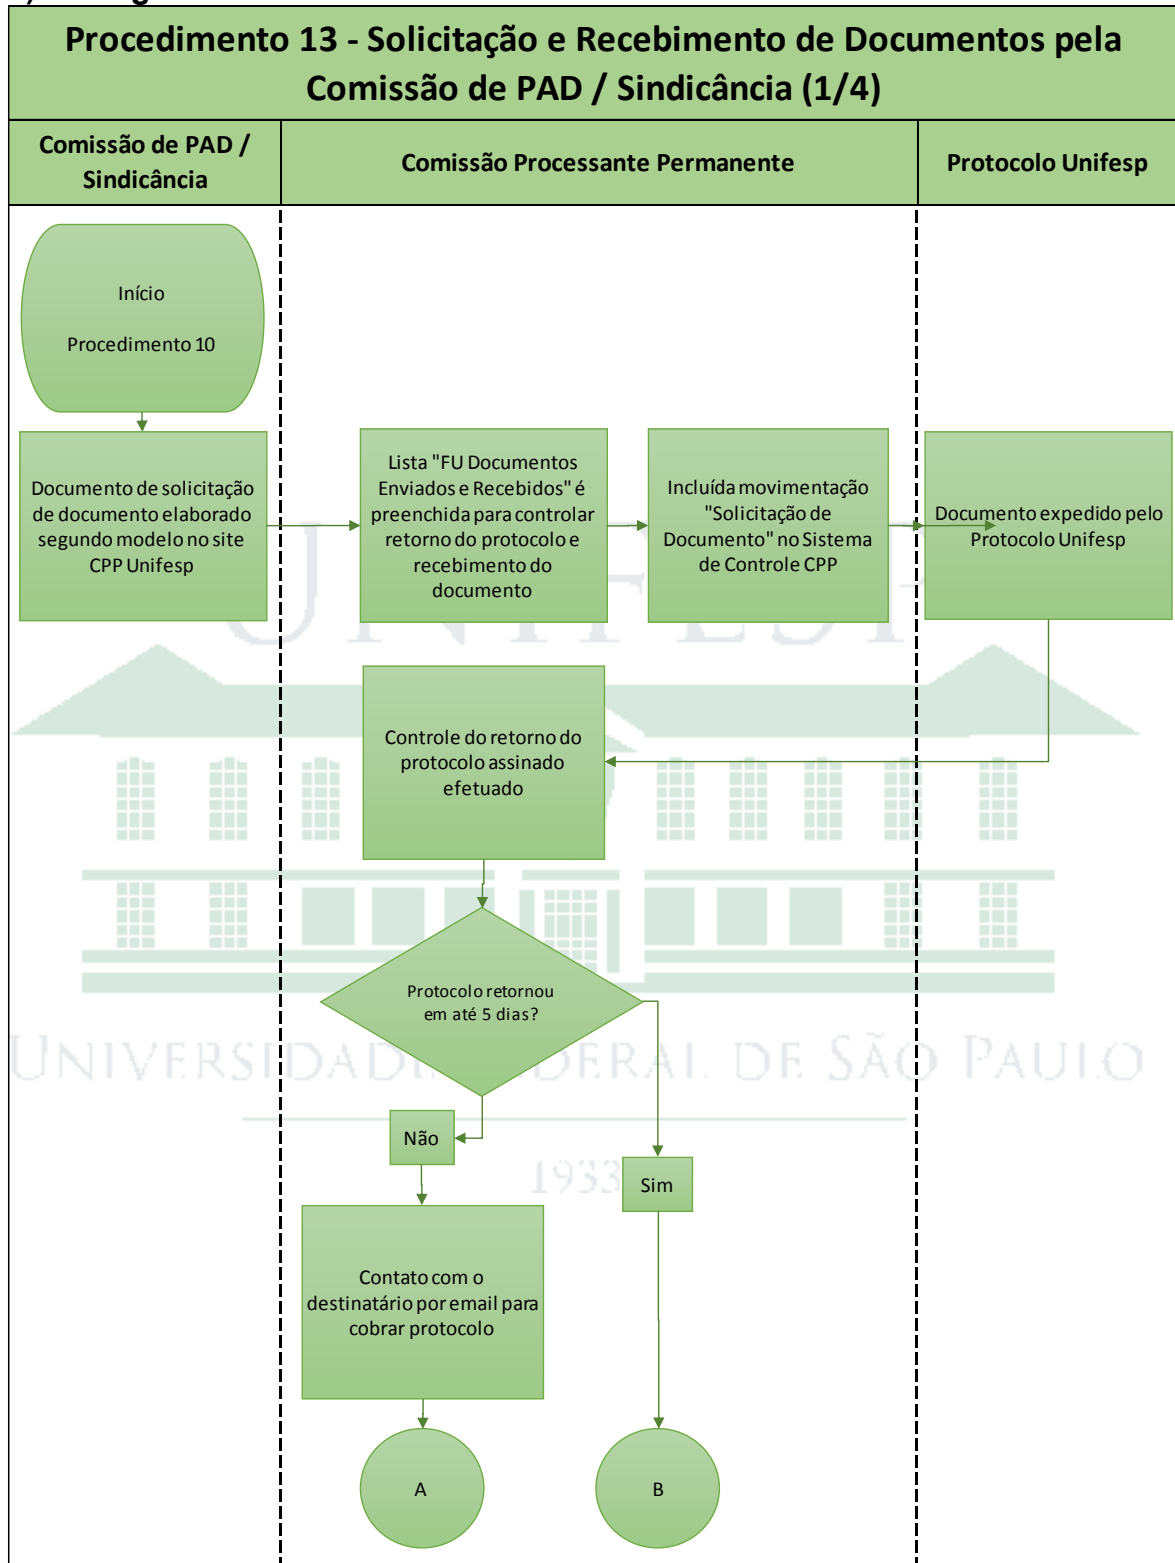 Procedimento 13 - Solicitação e Recebimento de Documentos pela
Comissão de PAD / Sindicância (1/4)
Comissão de PAD /
Sindicância
Comissão Processante Permanente
Protocolo Unifesp
Início
Procedimento 10
Documento de solicitação
de documento elaborado
segundo modelo no site
CPP Unifesp
Lista "FU Documentos
Enviados e Recebidos" é
preenchida para controlar
retorno do protocolo e
recebimento do
documento
Incluída movimentação
"Solicitação de
Documento" no Sistema
de Controle CPP
Documento expedido pelo
Protocolo Unifesp
Controle do retorno do
protocolo assinado
efetuado
Protocolo retornou
em até 5 dias?
Não
Sim
Contato com o
destinatário por email para
cobrar protocolo
A
B
UNIFESP
UNIVERSIDADE FEDERAL DE SÃO PAULO
1933